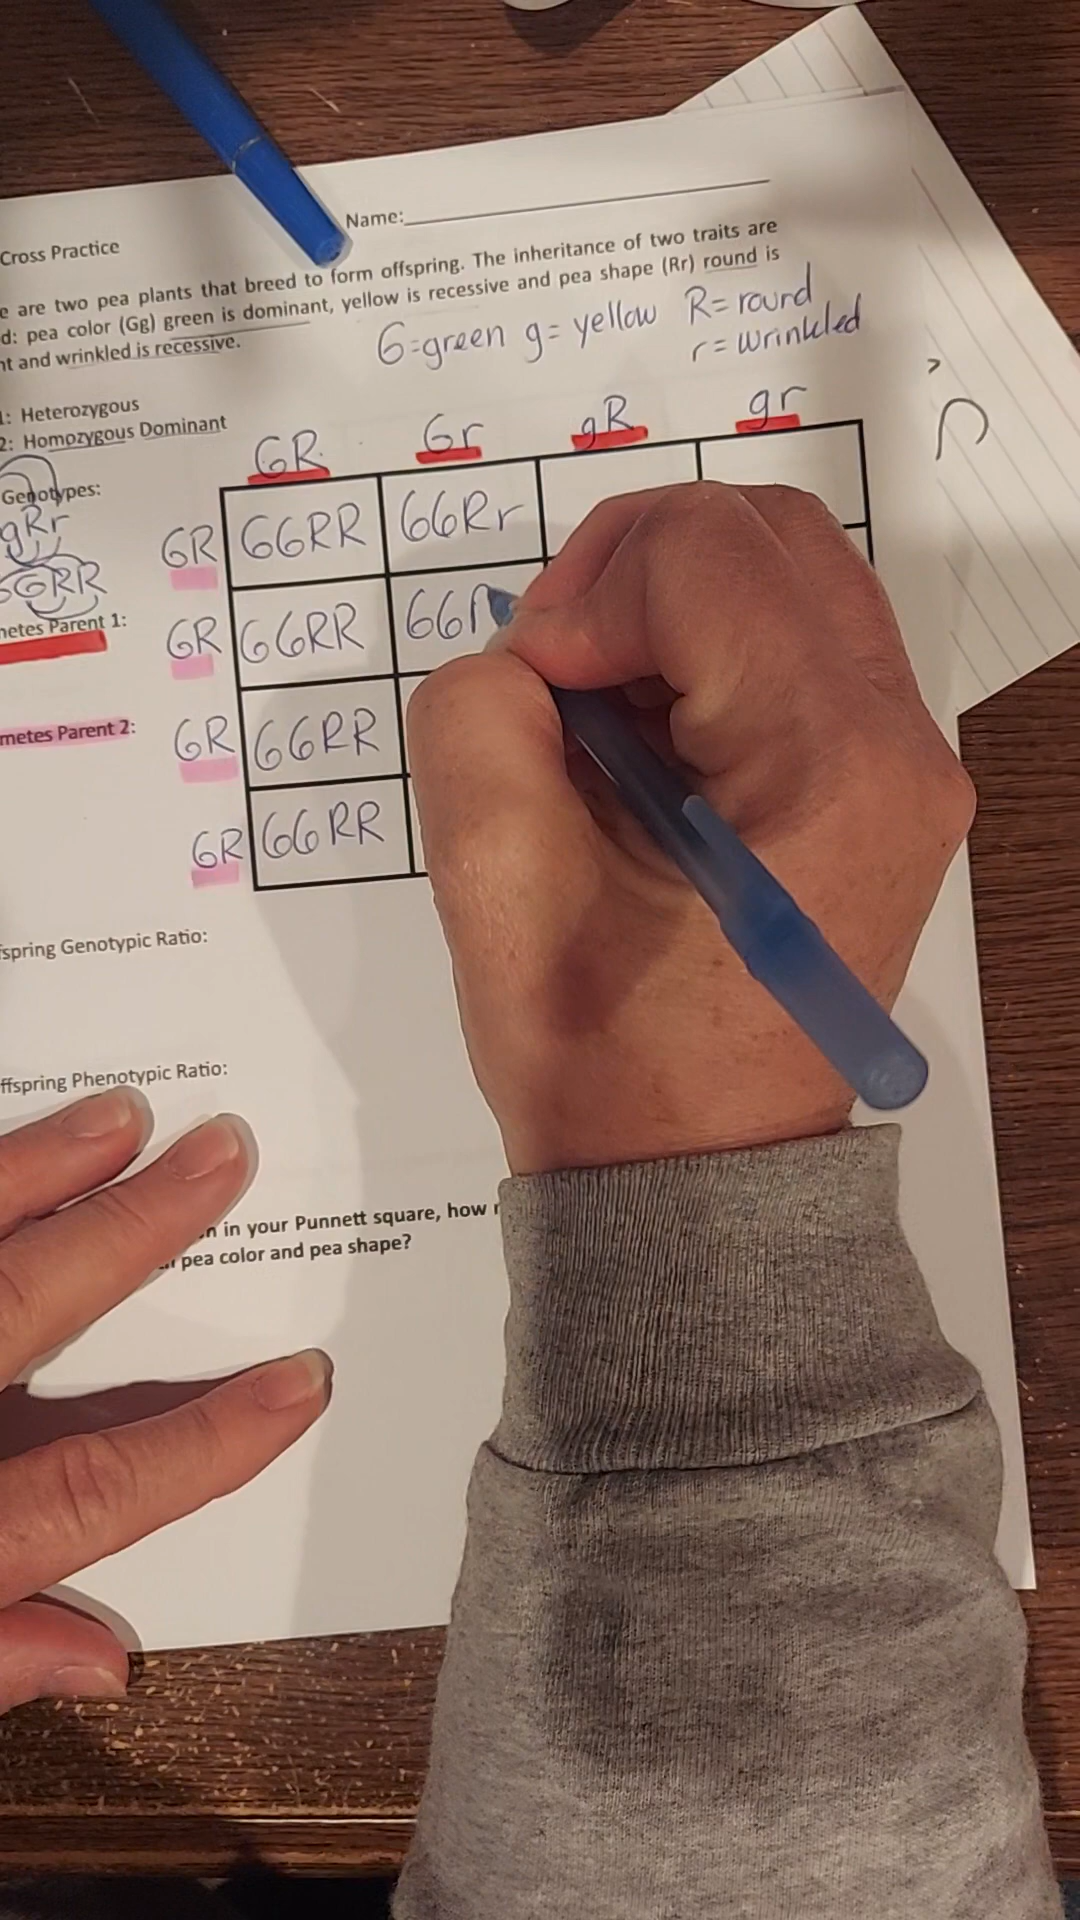 Name:
Cross Practice
e are two pea plants that breed to form offspring. The inheritance of two traits are
d: pea color (Gg) green is dominant, yellow is recessive and pea shape (Rr) round is
nt and wrinkled is recessive.
G=green g=yellow R=round
r=wrinkled
1: Heterozygous
2: Homozygous Dominant
GR Gr gR gr
Genotypes:
gRr
GGRR
GR GGRR GGRr
metes Parent 1:
GR GGRR GG
metes Parent 2:
GR GGRR
GR GGRR
fspring Genotypic Ratio:
ffspring Phenotypic Ratio:
n in your Punnett square, how
pea color and pea shape?